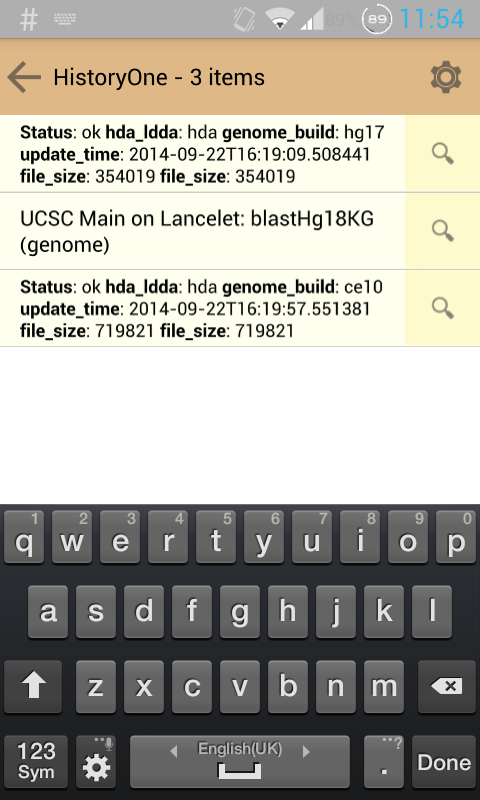 # 89% 89 11:54
HistoryOne - 3 items
Status: ok hda_ldda: hda genome_build: hg17
update_time: 2014-09-22T16:19:09.508441
file_size: 354019 file_size: 354019
UCSC Main on Lancelet: blastHg18KG
(genome)
Status: ok hda_ldda: hda genome_build: ce10
update_time: 2014-09-22T16:19:57.551381
file_size: 719821 file_size: 719821
1 2 3 4 5 6 7 8 9 0
q w e r t y u i o p
a s d f g h j k l
z x c v b n m
123
Sym
English(UK)
. ?
Done